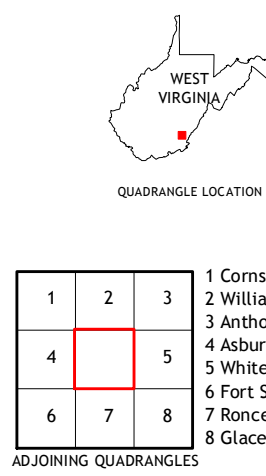 WEST
VIRGINIA
QUADRANGLE LOCATION
1 2 3
4 5
6 7 8
1 Corns
2 Willia
3 Antho
4 Asbur
5 White
6 Fort S
7 Ronce
8 Glace
ADJOINING QUADRANGLES